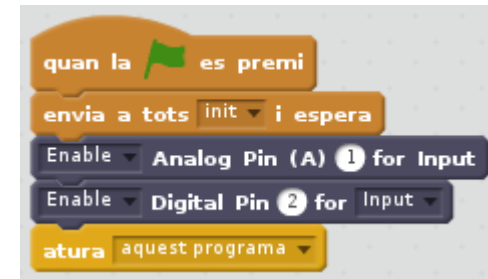 quan la es premi
envia a tots init i espera
Enable Analog Pin (A) 1 for Input
Enable Digital Pin 2 for Input
atura aquest programa